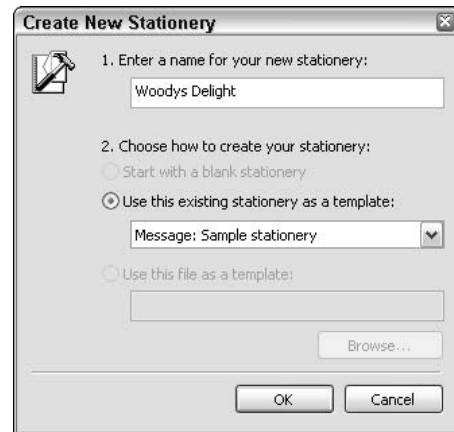 Create New Stationery
1. Enter a name for your new stationery:
Woodys Delight
2. Choose how to create your stationery:
Start with a blank stationery
Use this existing stationery as a template:
Message: Sample stationery
Use this file as a template:
Browse...
OK
Cancel